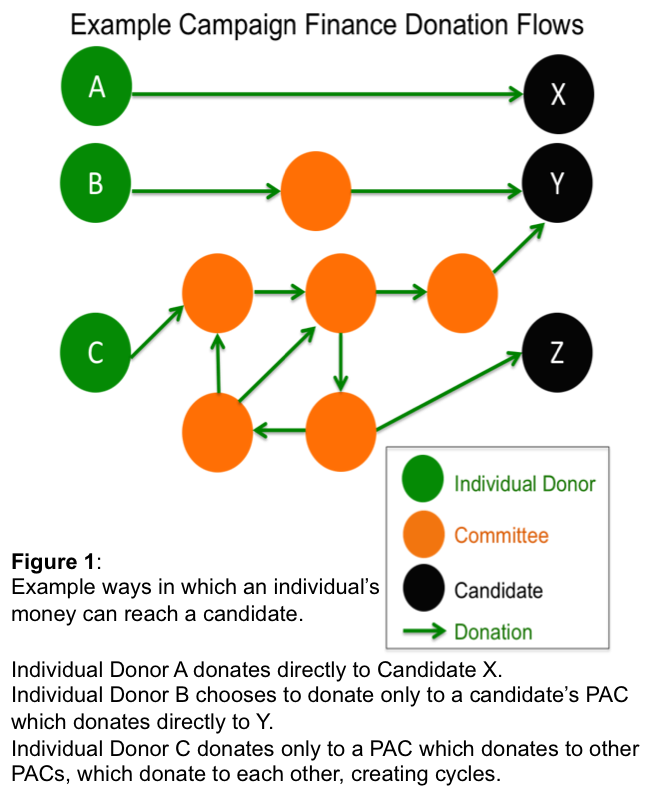 Example Campaign Finance Donation Flows
A
X
B
Y
C
Z
Individual Donor
Committee
Candidate
Donation
Figure 1:
Example ways in which an individual's
money can reach a candidate.
Individual Donor A donates directly to Candidate X.
Individual Donor B chooses to donate only to a candidate's PAC
which donates directly to Y.
Individual Donor C donates only to a PAC which donates to other
PACs, which donate to each other, creating cycles.